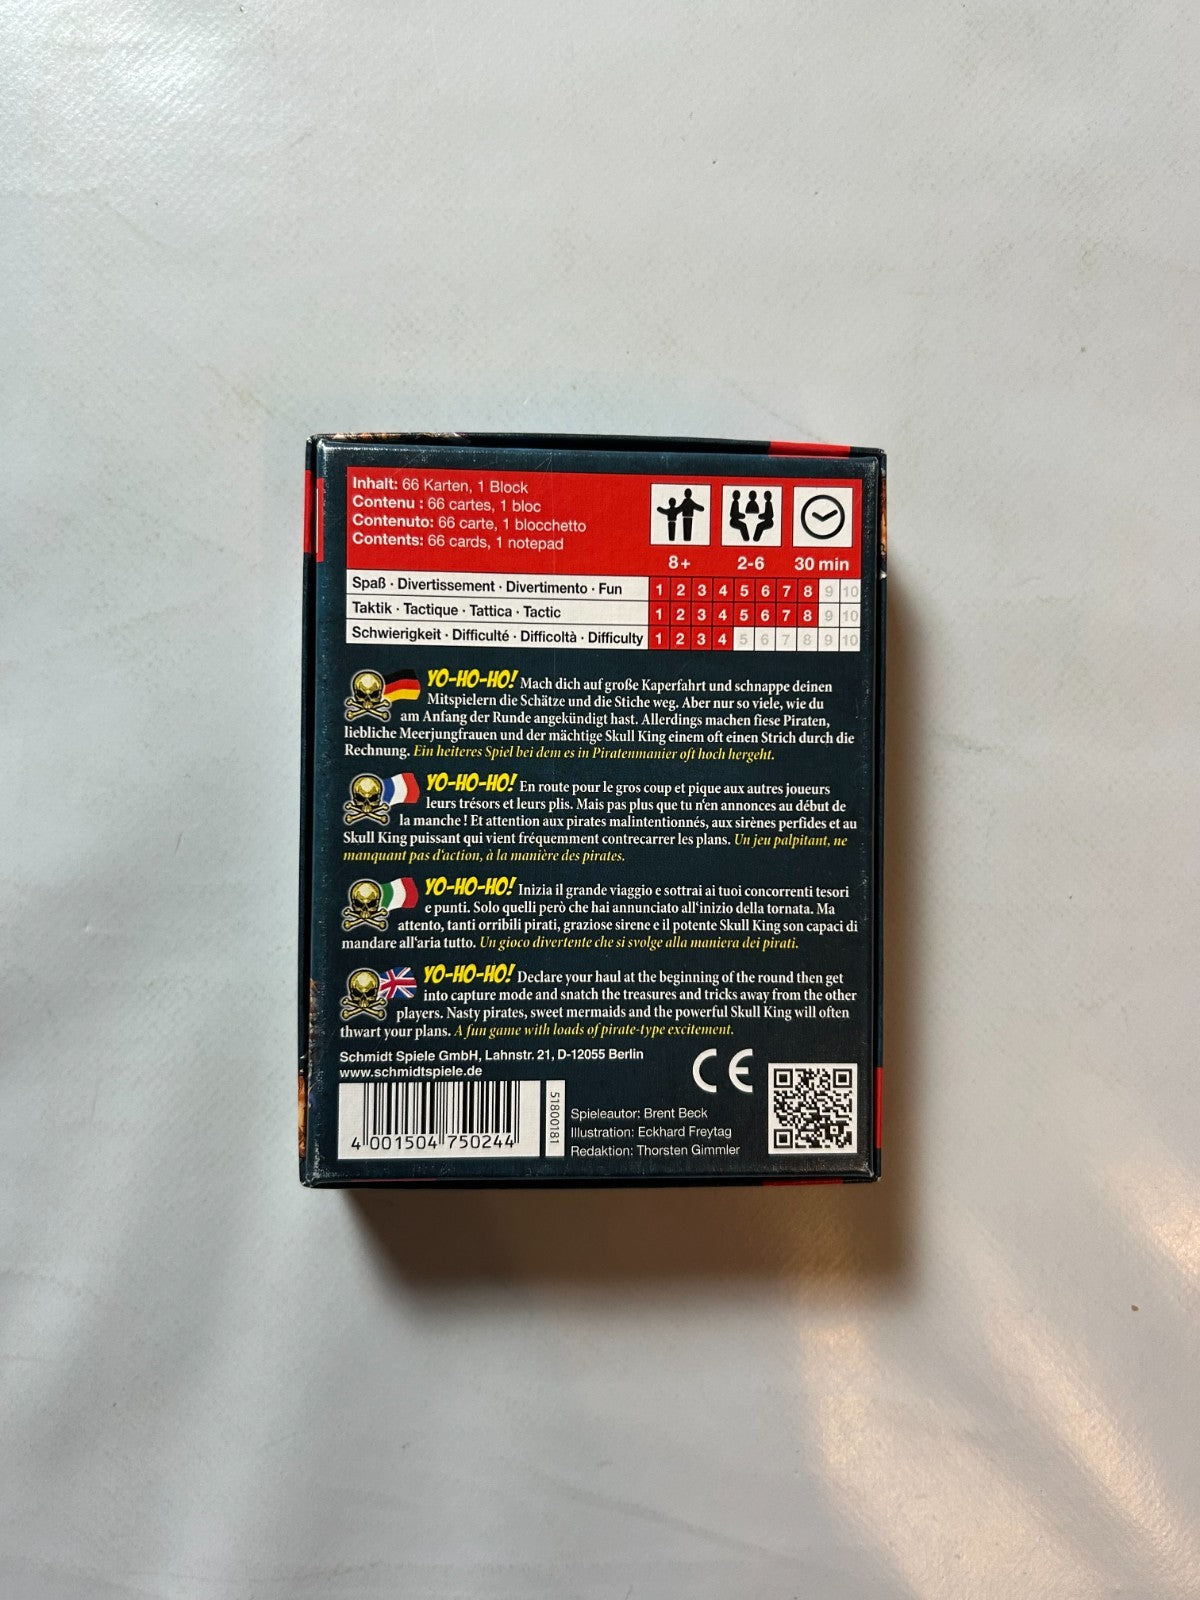 Inhalt: 66 Karten, 1 Block
Contenu : 66 cartes, 1 bloc
Contenuto: 66 carte, 1 blocchetto
Contents: 66 cards, 1 notepad
8+ 2-6 30 min
Spaß · Divertissement · Divertimento · Fun 1 2 3 4 5 6 7 8 9 10
Taktik · Tactique · Tattica · Tactic 1 2 3 4 5 6 7 8 9 10
Schwierigkeit · Difficulté · Difficoltà · Difficulty 1 2 3 4 5 6 7 8 9 10
YO-HO-HO! Mach dich auf große Kaperfahrt und schnappe deinen
Mitspielern die Schätze und die Stiche weg. Aber nur so viele, wie du
am Anfang der Runde angekündigt hast. Allerdings machen fiese Piraten,
liebliche Meerjungfrauen und der mächtige Skull King einem oft einen Strich durch die
Rechnung. Ein heiteres Spiel bei dem es in Piratenmanier oft hoch hergeht.
YO-HO-HO! En route pour le gros coup et pique aux autres joueurs
leurs trésors et leurs plis. Mais pas plus que tu n'en annonces au début de
la manche ! Et attention aux pirates malintentionnés, aux sirènes perfides et au
Skull King puissant qui vient fréquemment contrecarrer les plans. Un jeu palpitant, ne
manquant pas d'action, à la manière des pirates.
YO-HO-HO! Inizia il grande viaggio e sottrai ai tuoi concorrenti tesori
e punti. Solo quelli però che hai annunciato all'inizio della tornata. Ma
attento, tanti orribili pirati, graziose sirene e il potente Skull King son capaci di
mandare all'aria tutto. Un gioco divertente che si svolge alla maniera dei pirati.
YO-HO-HO! Declare your haul at the beginning of the round then get
into capture mode and snatch the treasures and tricks away from the other
players. Nasty pirates, sweet mermaids and the powerful Skull King will often
thwart your plans. A fun game with loads of pirate-type excitement.
Schmidt Spiele GmbH, Lahnstr. 21, D-12055 Berlin
www.schmidtspiele.de
CE
4 001504 750244
51800181
Spieleautor: Brent Beck
Illustration: Eckhard Freytag
Redaktion: Thorsten Gimmler